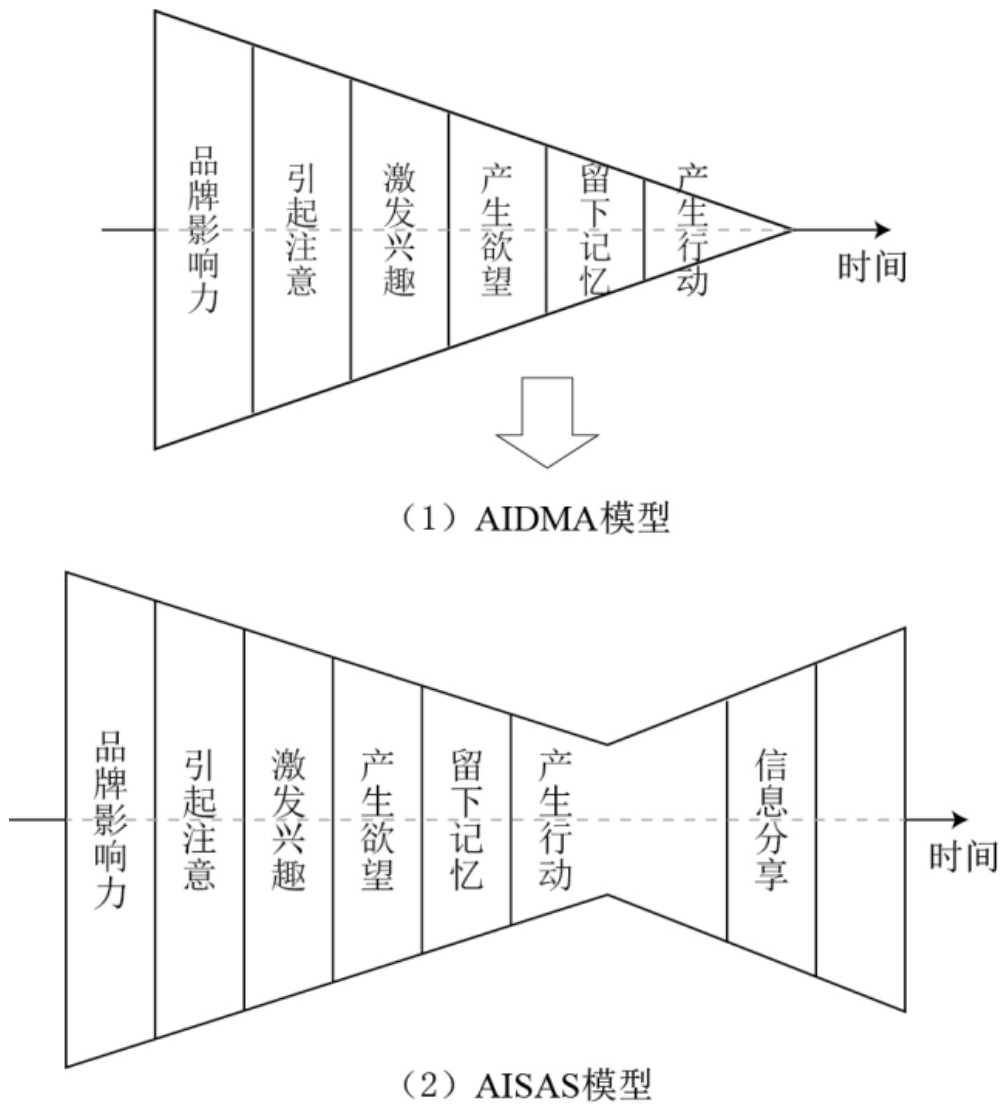 品牌影响力
引起注意
激发兴趣
产生欲望
留下记忆
产生行动
时间
（1）AIDMA模型
品牌影响力
引起注意
激发兴趣
产生欲望
留下记忆
产生行动
信息分享
时间
（2）AISAS模型